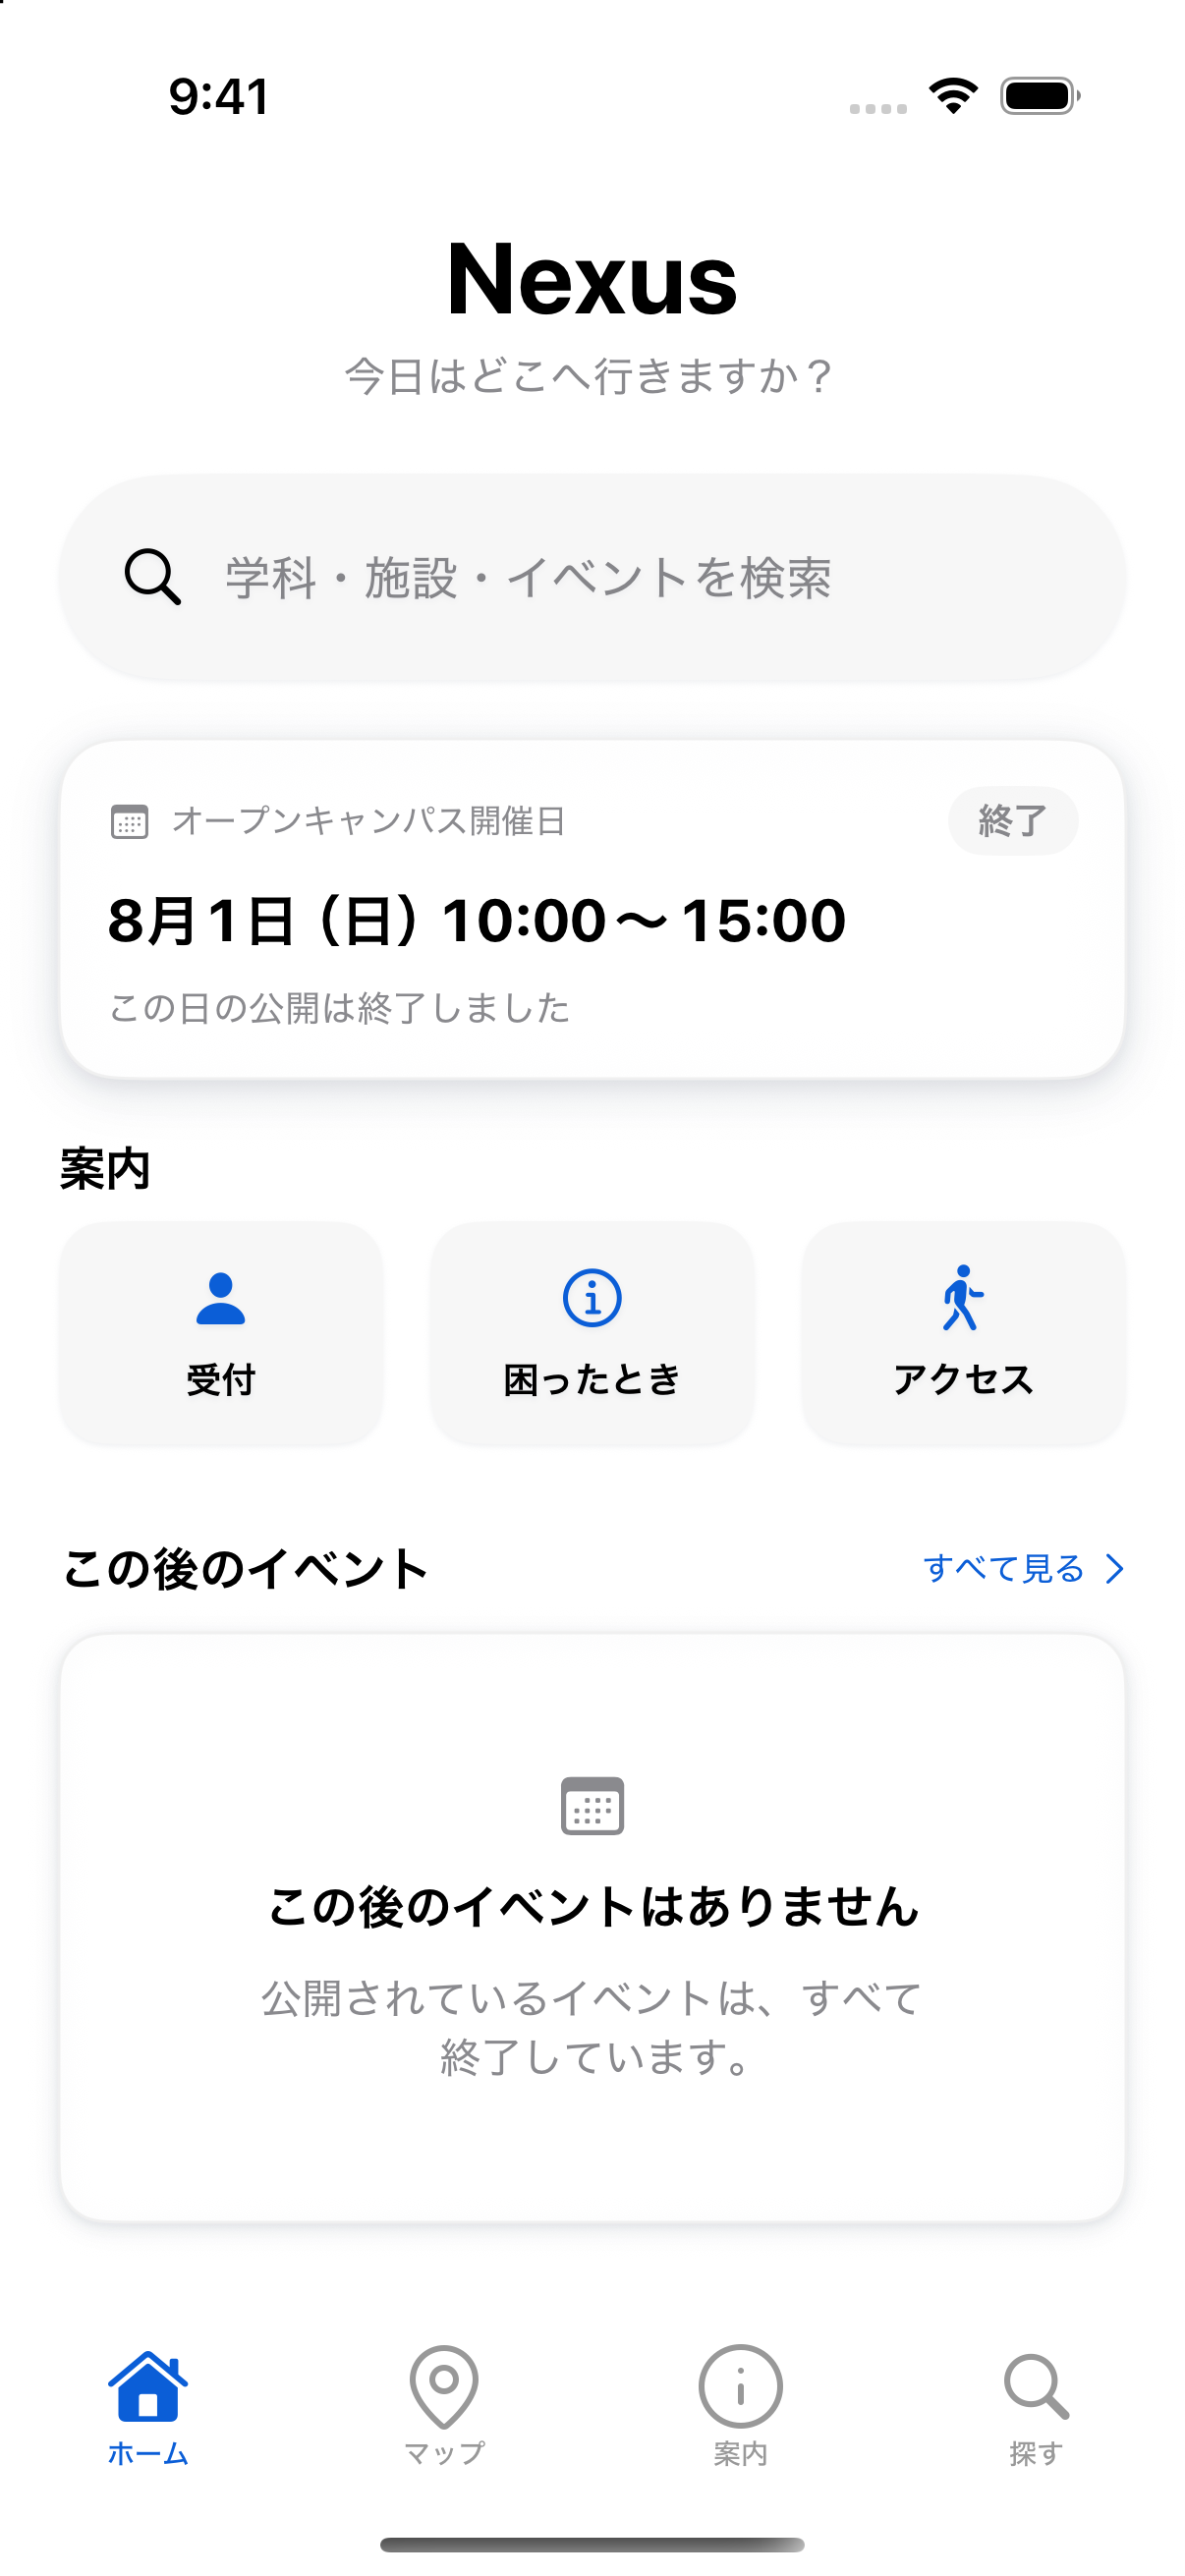 9:41
Nexus
今日はどこへ行きますか？
学科・施設・イベントを検索
オープンキャンパス開催日
終了
8月1日（日）10:00〜15:00
この日の公開は終了しました
案内
受付
困ったとき
アクセス
この後のイベント
すべて見る
この後のイベントはありません
公開されているイベントは、すべて
終了しています。
ホーム
マップ
案内
探す